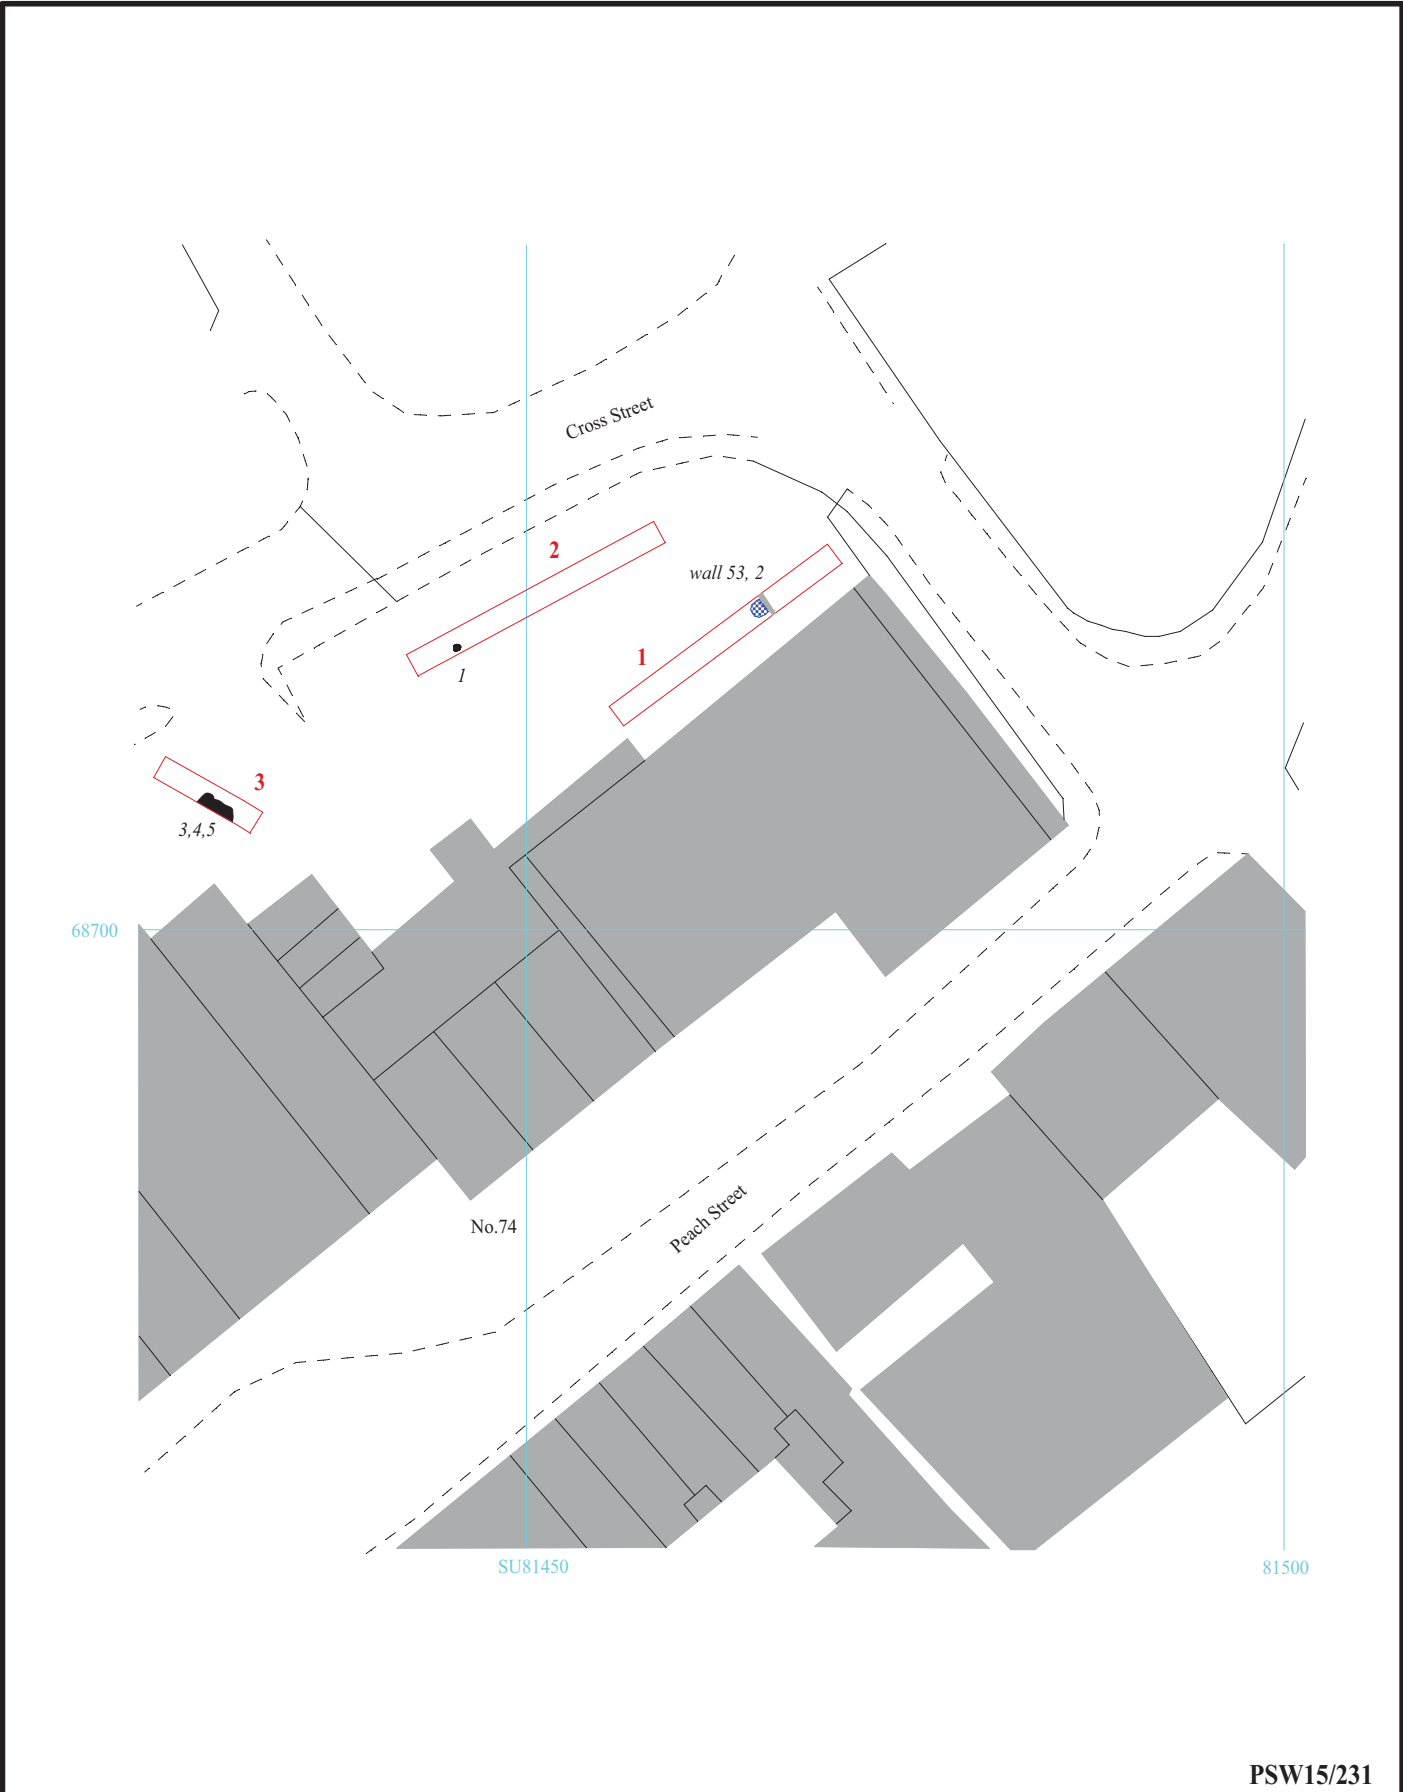 Cross Street
2
wall 53, 2
1
1
3
3,4,5
68700
Peach Street
No.74
SU81450
81500
PSW15/231